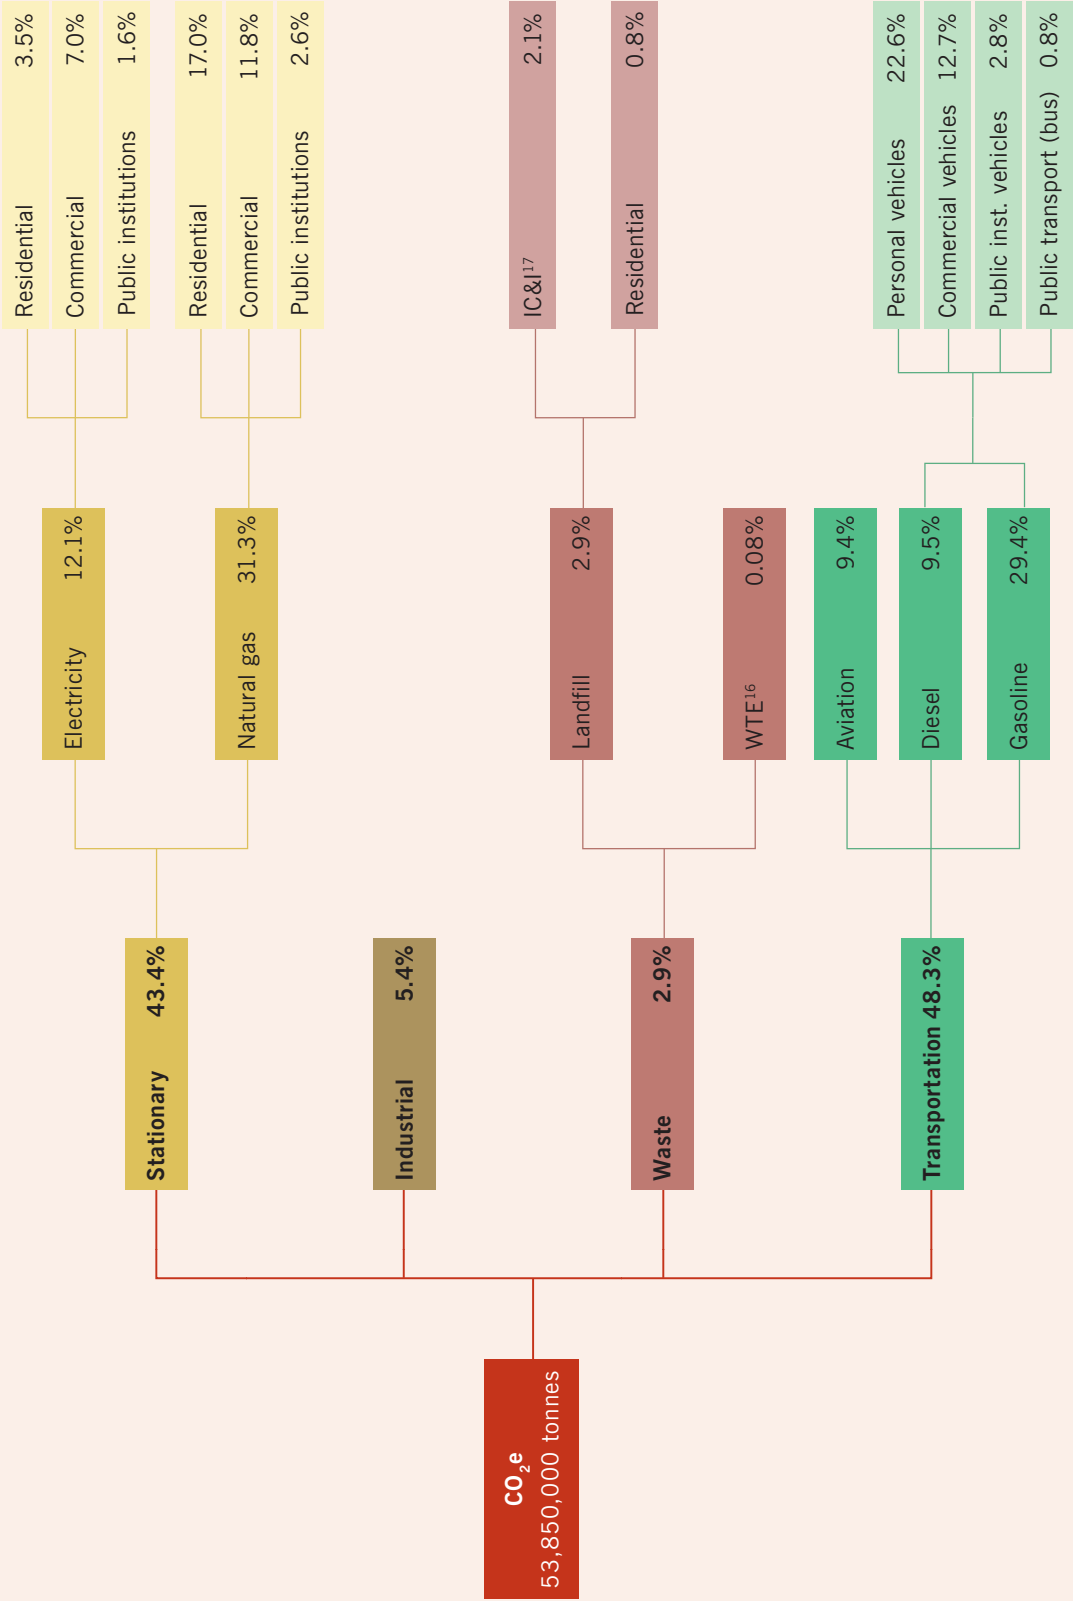 CO₂e
53,850,000 tonnes
Stationary 43.4%
Industrial 5.4%
Waste 2.9%
Transportation 48.3%
Electricity 12.1%
Natural gas 31.3%
Landfill 2.9%
WTE¹⁶ 0.08%
Aviation 9.4%
Diesel 9.5%
Gasoline 29.4%
Residential 3.5%
Commercial 7.0%
Public institutions 1.6%
Residential 17.0%
Commercial 11.8%
Public institutions 2.6%
IC&I¹⁷ 2.1%
Residential 0.8%
Personal vehicles 22.6%
Commercial vehicles 12.7%
Public inst. vehicles 2.8%
Public transport (bus) 0.8%